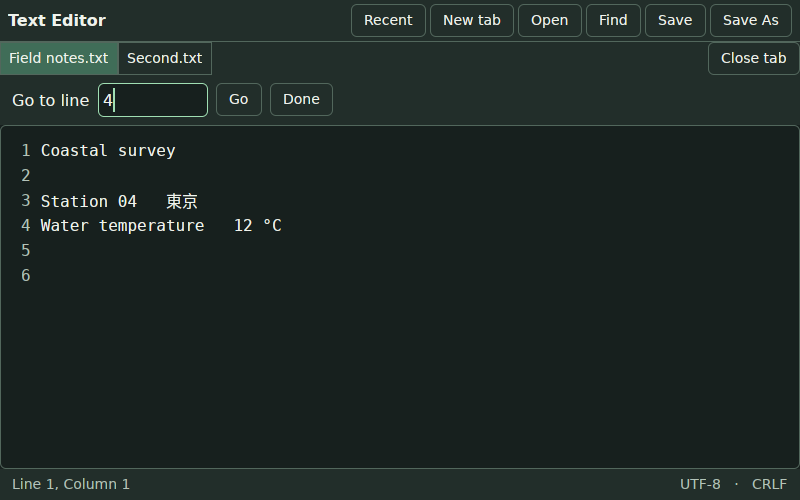 Text Editor Recent New tab Open Find Save Save As
Field notes.txt Second.txt Close tab
Go to line 4 Go Done
1 Coastal survey
2
3 Station 04   東京
4 Water temperature   12 °C
5
6
Line 1, Column 1 UTF-8 · CRLF